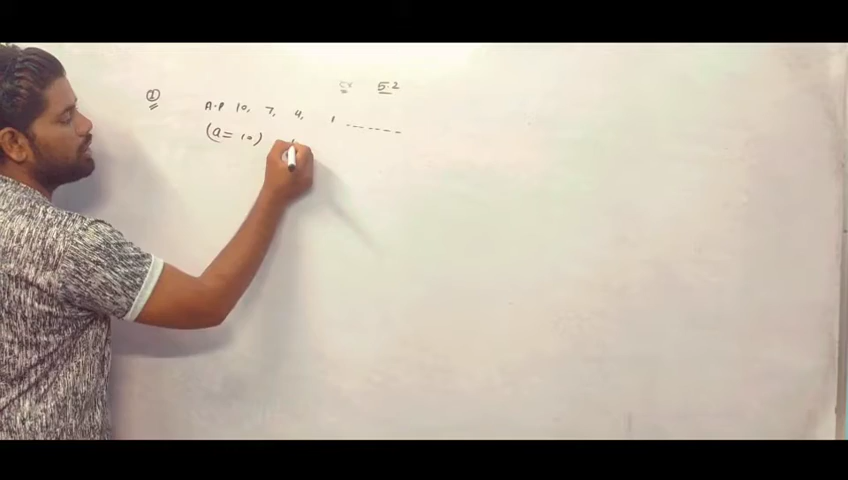 5.2
① A.P 10, 7, 4, 1 ------
(a = 10)